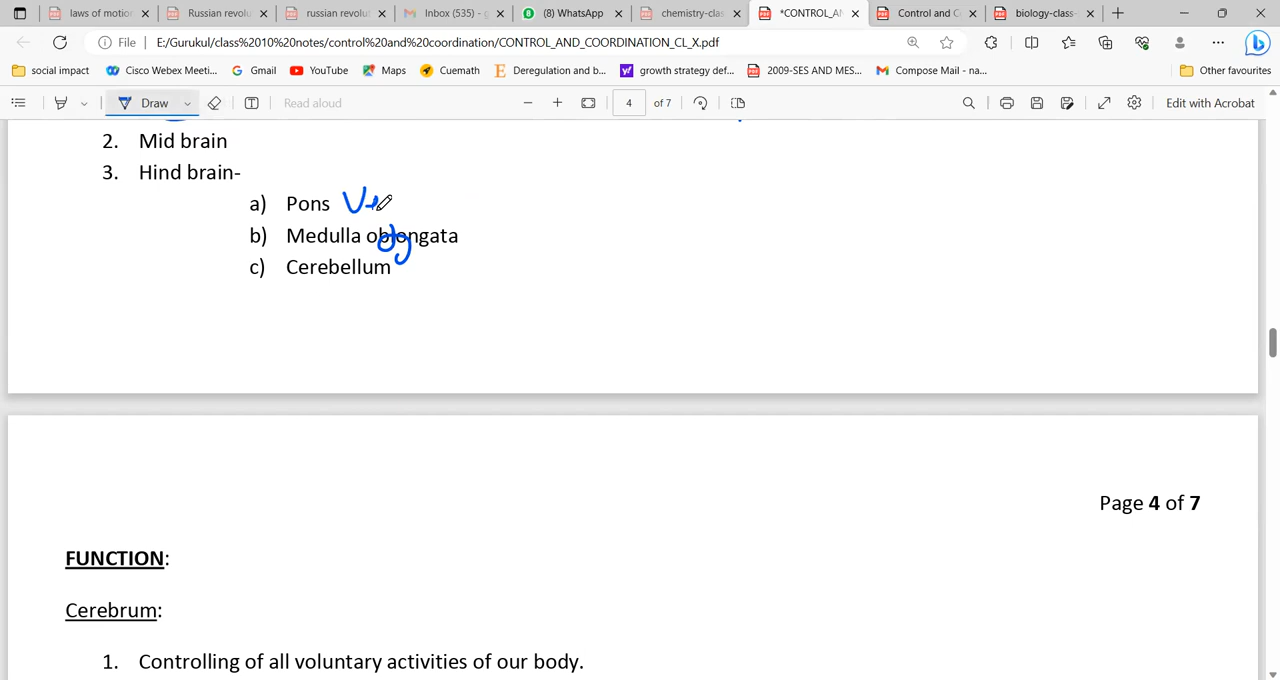 laws of motion
Russian revolu
russian revolu
Inbox (535) - g
(8) WhatsApp
chemistry-clas
*CONTROL_AN
Control and Co
biology-class-
File
E:/Gurukul/class%2010%20notes/control%20and%20coordination/CONTROL_AND_COORDINATION_CL_X.pdf
social impact
Cisco Webex Meeti...
Gmail
YouTube
Maps
Cuemath
Deregulation and b...
growth strategy def...
2009-SES AND MES...
Compose Mail - na...
Other favourites
Draw
Read aloud
4 of 7
Edit with Acrobat
2. Mid brain
3. Hind brain-
a) Pons
b) Medulla oblongata
c) Cerebellum
Page 4 of 7
FUNCTION:
Cerebrum:
1. Controlling of all voluntary activities of our body.